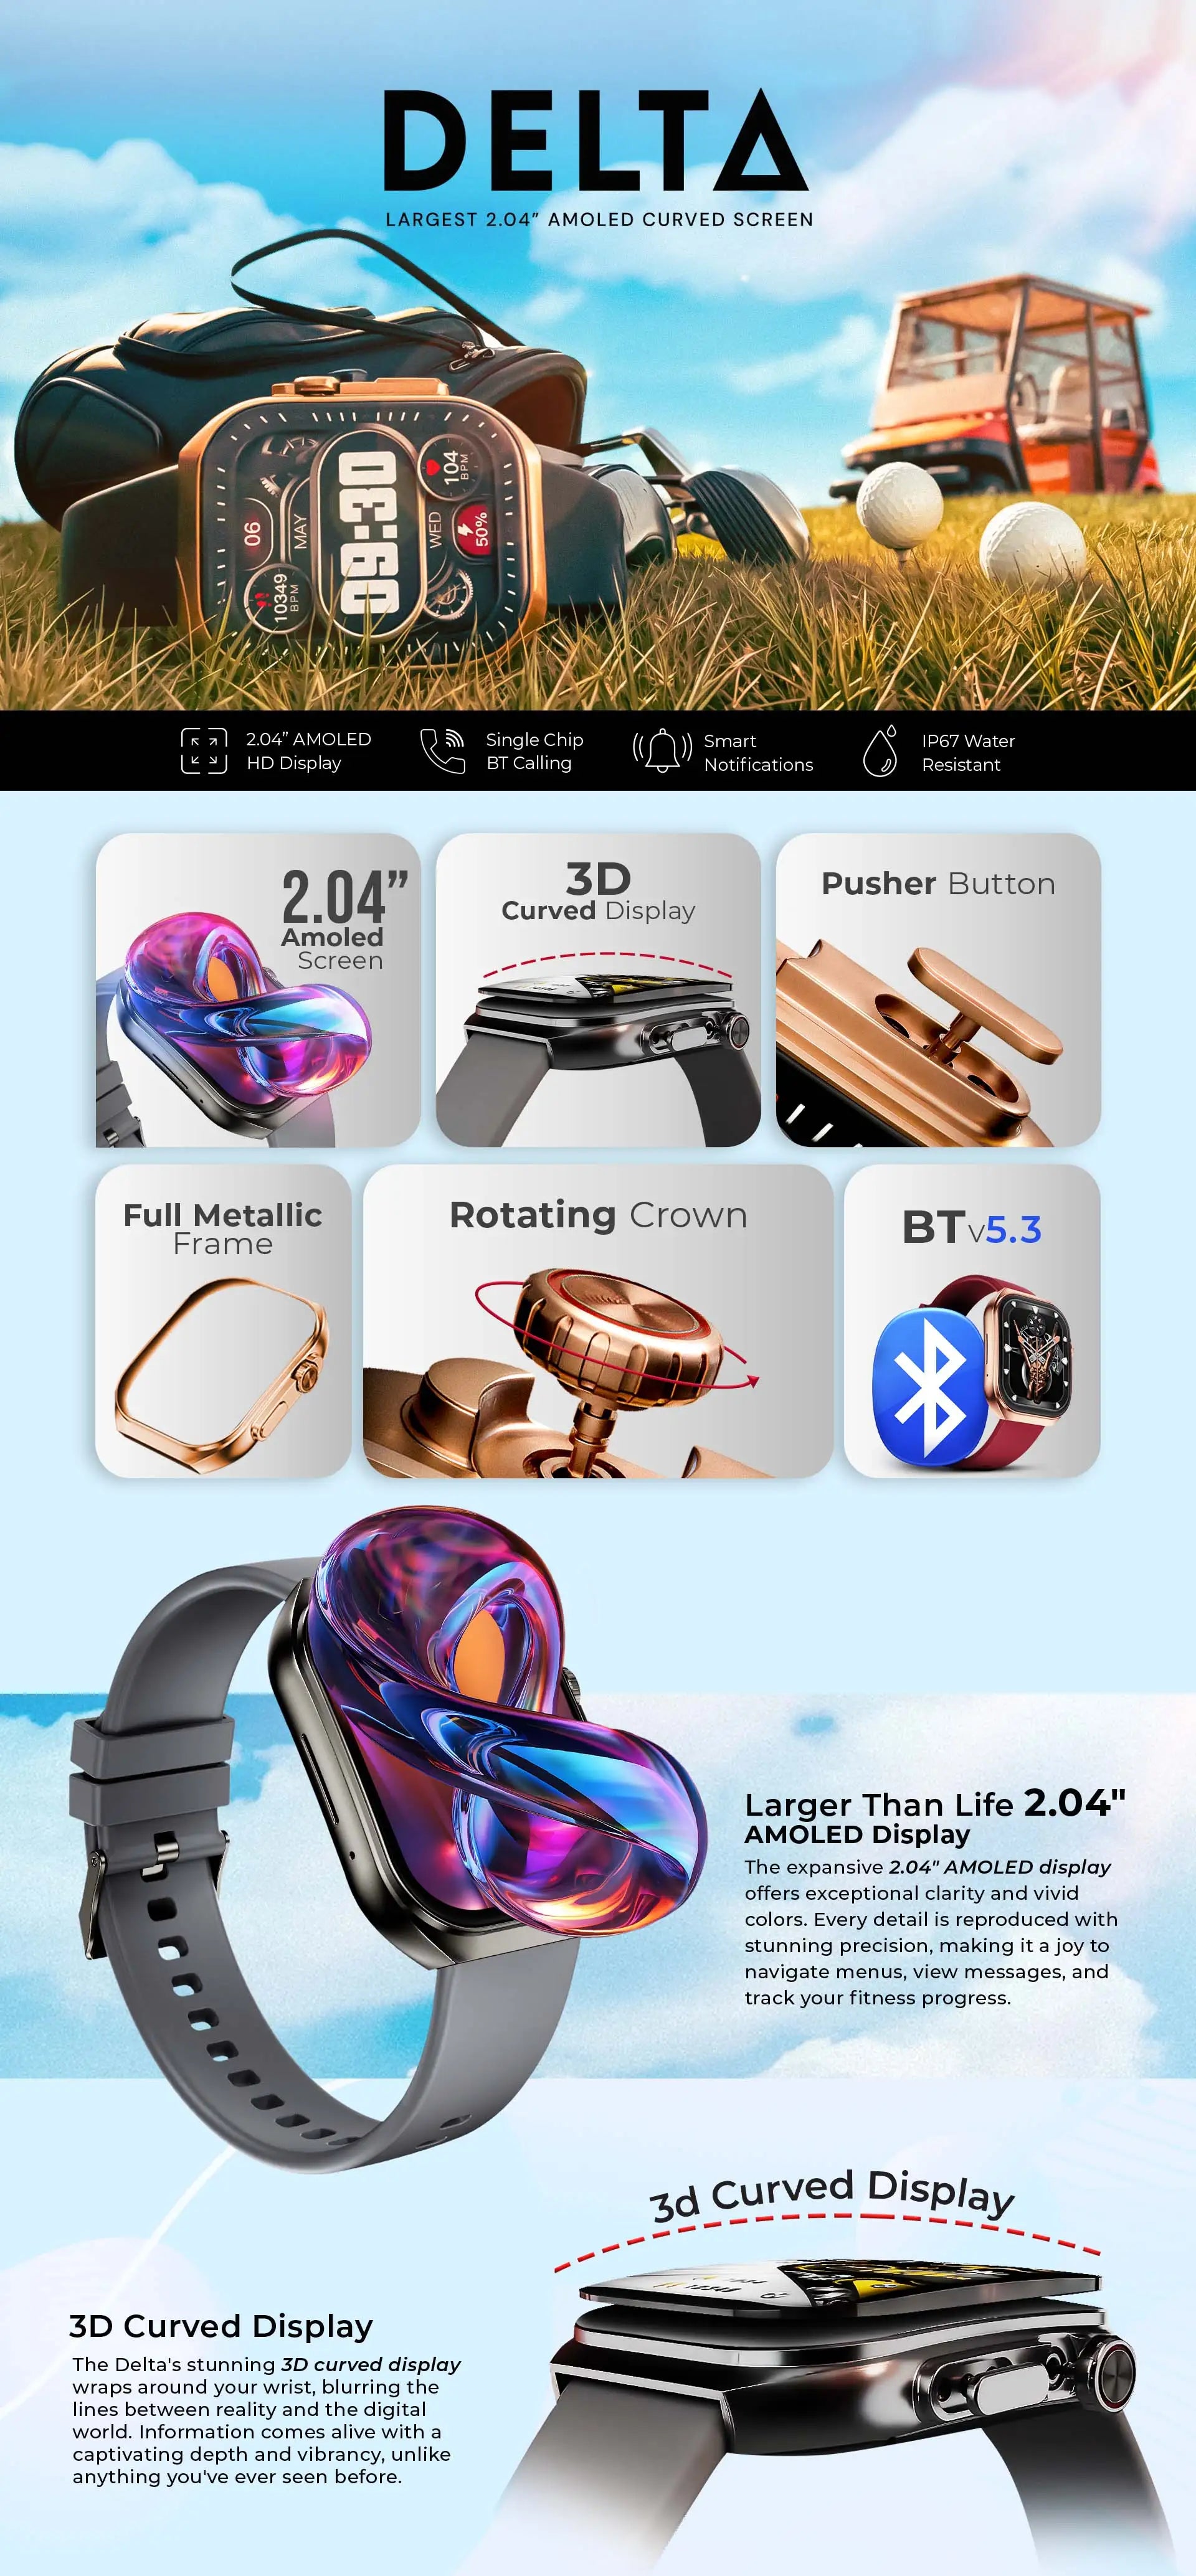 DELTA
LARGEST 2.04” AMOLED CURVED SCREEN
06
MAY
09:30
WED
104
BPM
50%
10349
BPM
2.04” AMOLED
HD Display
Single Chip
BT Calling
Smart
Notifications
IP67 Water
Resistant
2.04”
Amoled
Screen
3D
Curved Display
Pusher Button
Full Metallic
Frame
Rotating Crown
BTv5.3
Larger Than Life 2.04"
AMOLED Display
The expansive 2.04" AMOLED display
offers exceptional clarity and vivid
colors. Every detail is reproduced with
stunning precision, making it a joy to
navigate menus, view messages, and
track your fitness progress.
3d Curved Display
3D Curved Display
The Delta's stunning 3D curved display
wraps around your wrist, blurring the
lines between reality and the digital
world. Information comes alive with a
captivating depth and vibrancy, unlike
anything you've ever seen before.